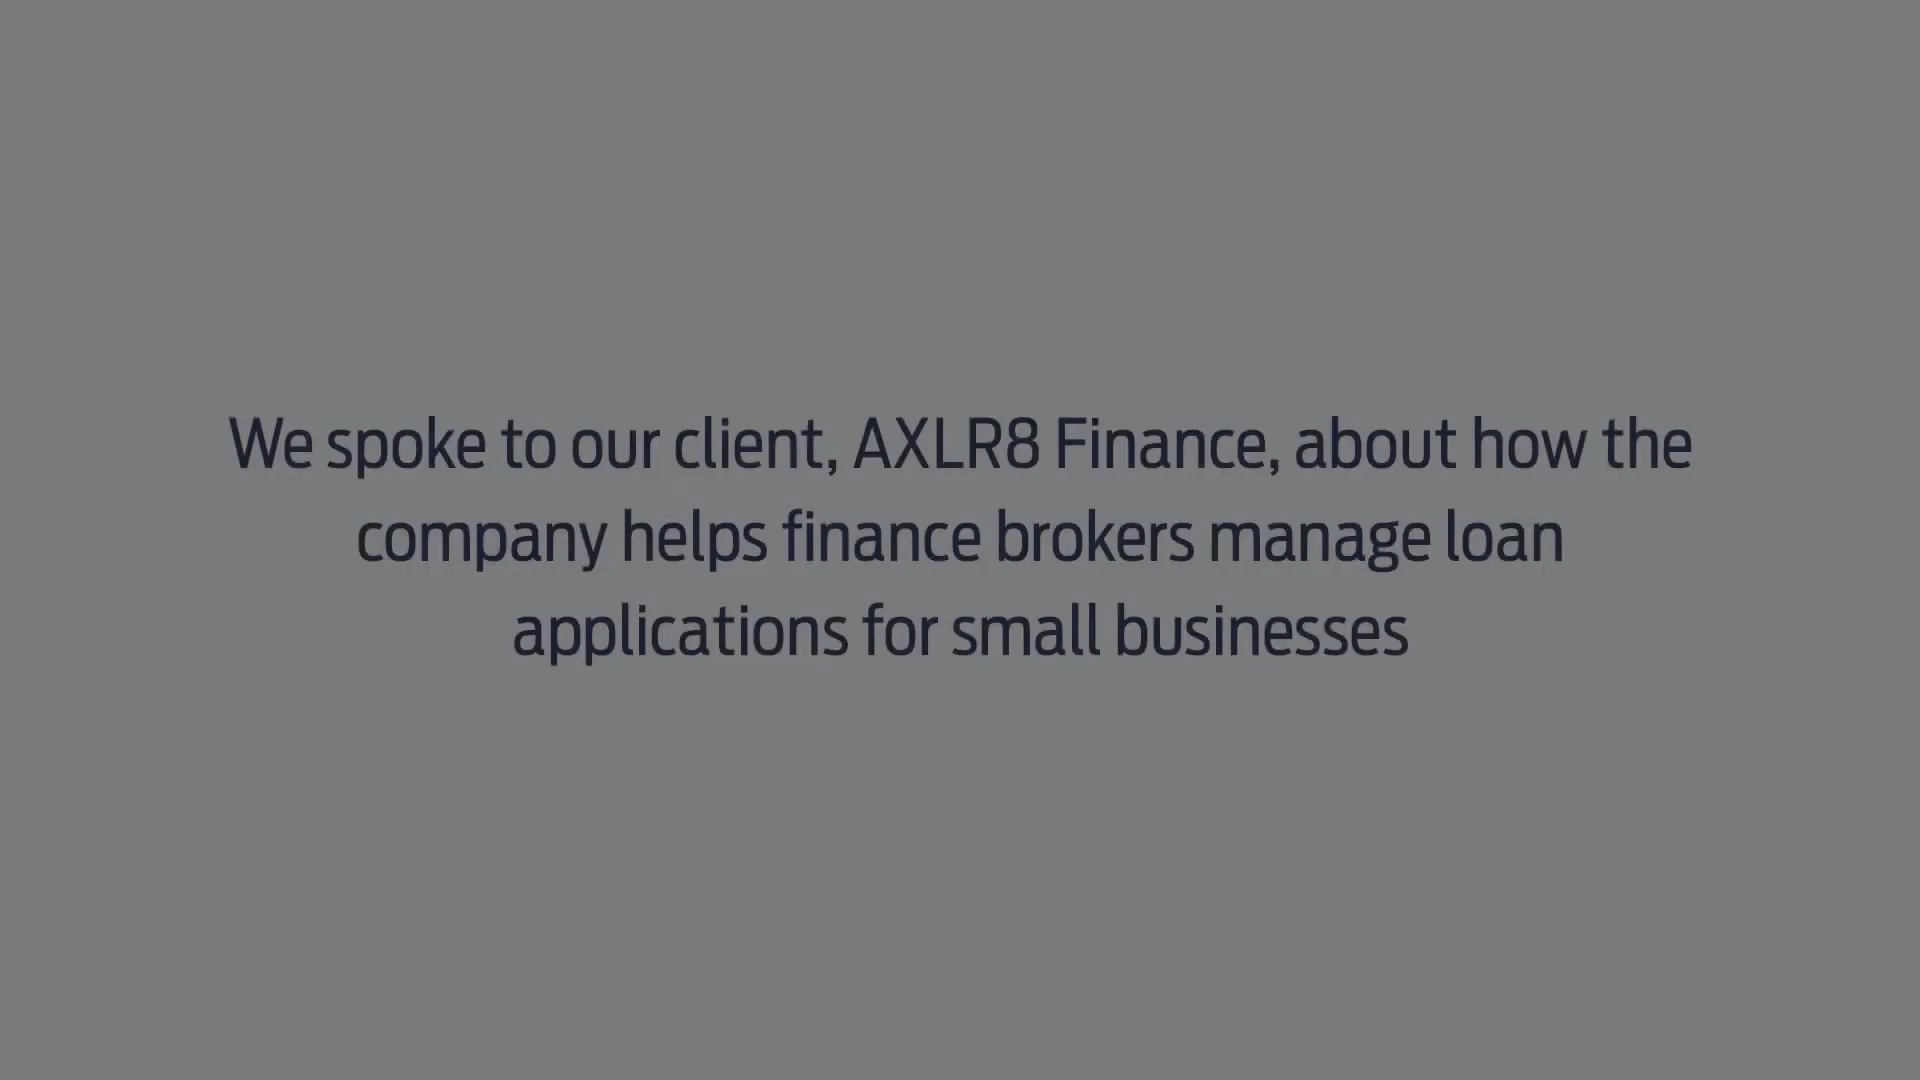 We spoke to our client, AXLR8 Finance, about how the
company helps finance brokers manage loan
applications for small businesses